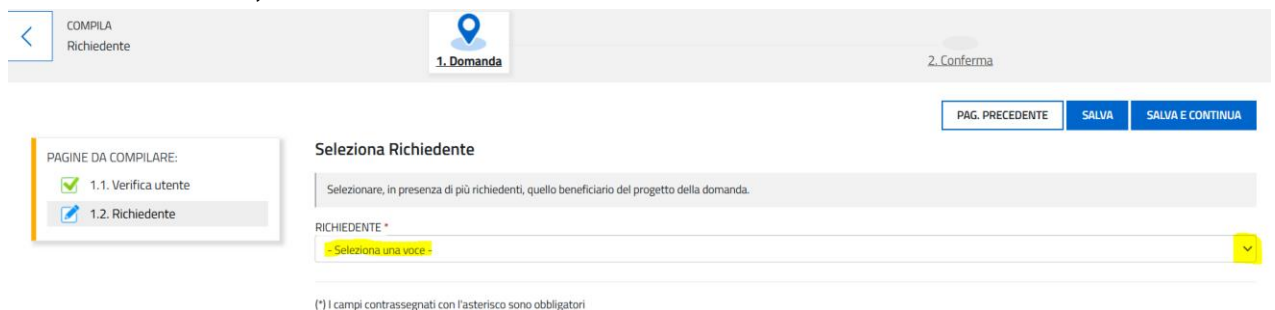 COMPILA
Richiedente
1. Domanda
2. Conferma
PAG. PRECEDENTE SALVA SALVA E CONTINUA
PAGINE DA COMPILARE:
1.1. Verifica utente
1.2. Richiedente
Seleziona Richiedente
Selezionare, in presenza di più richiedenti, quello beneficiario del progetto della domanda.
RICHIEDENTE *
- Seleziona una voce -
(*) I campi contrassegnati con l'asterisco sono obbligatori